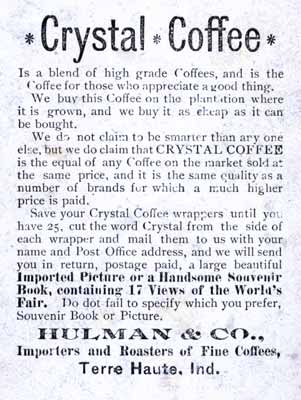 *Crystal*Coffee*
Is a blend of high grade Coffees, and is the
Coffee for those who appreciate a good thing.
We buy this Coffee on the plantation where
it is grown, and we buy it as cheap as it can
be bought.
We do not claim to be smarter than any one
else, but we do claim that CRYSTAL COFFEE
is the equal of any Coffee on the market sold at
the same price, and it is the same quality as a
number of brands for which a much higher
price is paid.
Save your Crystal Coffee wrappers until you
have 25, cut the word Crystal from the side of
each wrapper and mail them to us with your
name and Post Office address, and we will send
you in return, postage paid, a large beautiful
Imported Picture or a Handsome Souvenir
Book, containing 17 Views of the World's
Fair. Do dot fail to specify which you prefer,
Souvenir Book or Picture.
HULMAN & CO.,
Importers and Roasters of Fine Coffees,
Terre Haute, Ind.